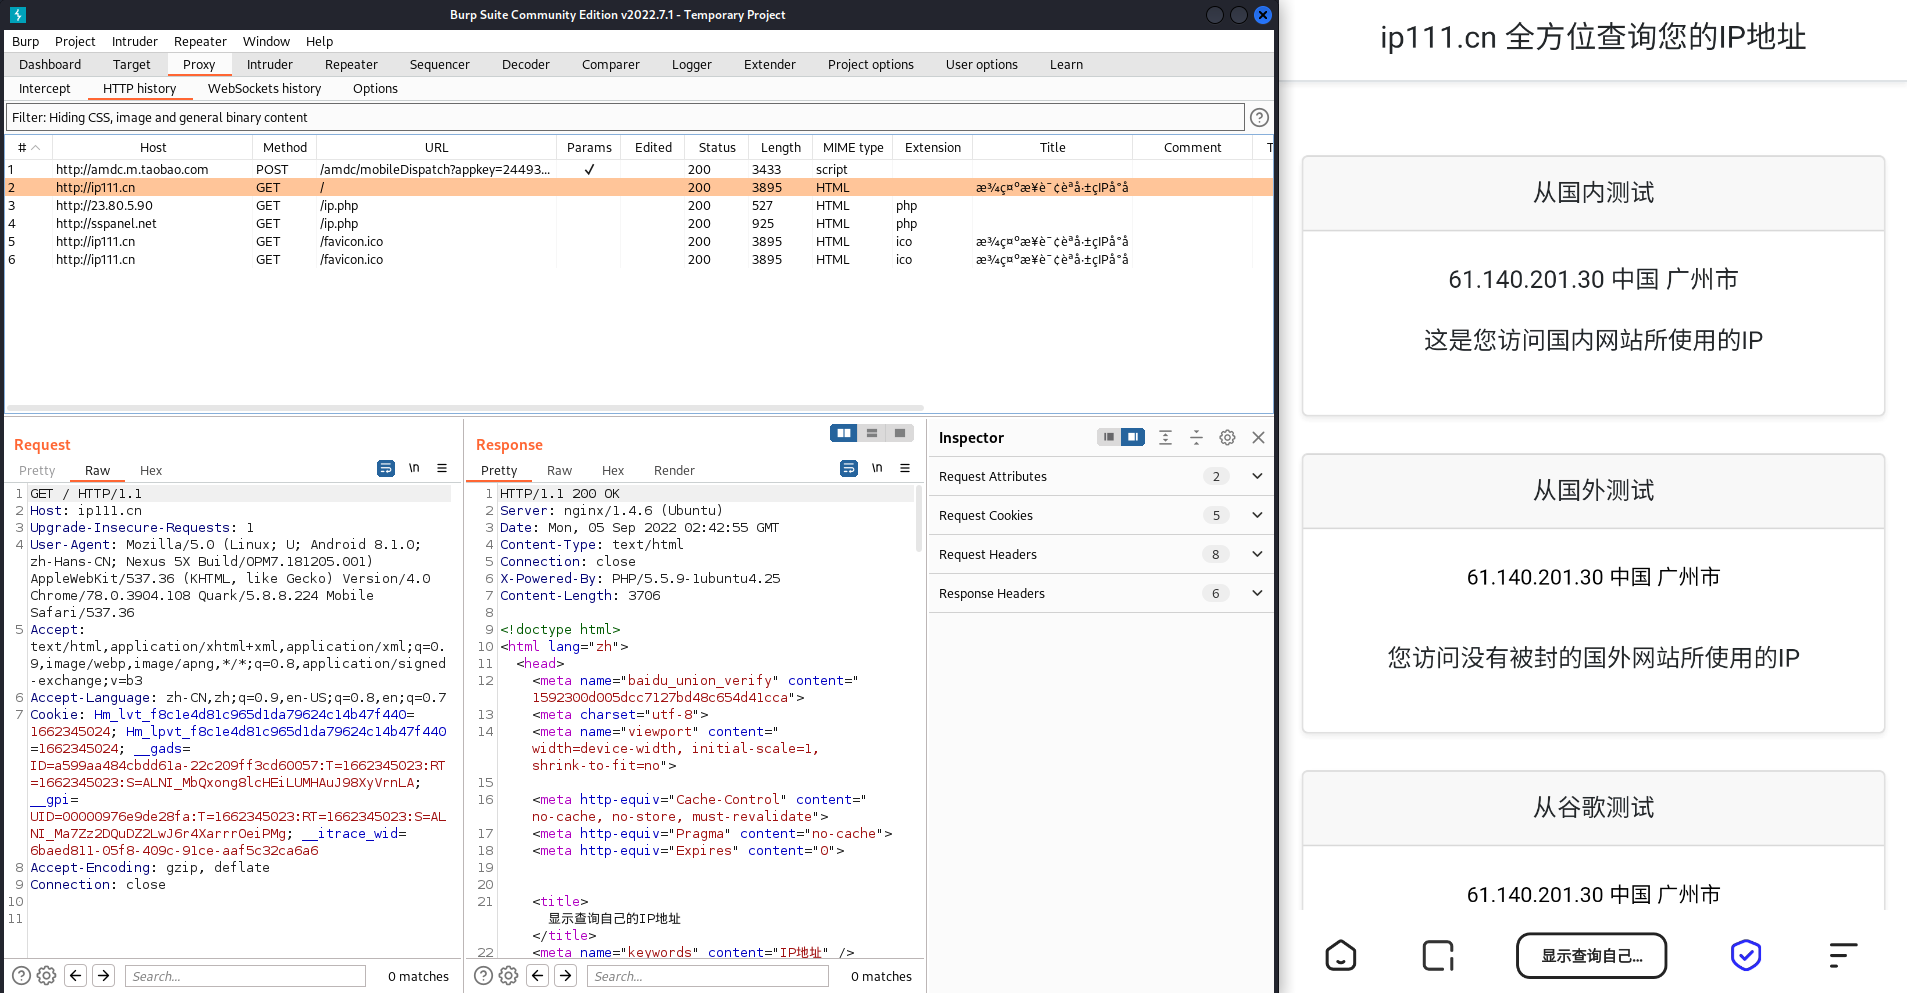 Burp Suite Community Edition v2022.7.1 - Temporary Project
Burp Project Intruder Repeater Window Help
Dashboard Target Proxy Intruder Repeater Sequencer Decoder Comparer Logger Extender Project options User options Learn
Intercept HTTP history WebSockets history Options
Filter: Hiding CSS, image and general binary content
# Host Method URL Params Edited Status Length MIME type Extension Title Comment T
1 http://amdc.m.taobao.com POST /amdc/mobileDispatch?appkey=24493... ✓ 200 3433 script
2 http://ip111.cn GET / 200 3895 HTML
3 http://23.80.5.90 GET /ip.php 200 527 HTML php
4 http://sspanel.net GET /ip.php 200 925 HTML php
5 http://ip111.cn GET /favicon.ico 200 3895 HTML ico
6 http://ip111.cn GET /favicon.ico 200 3895 HTML ico
Request
Pretty Raw Hex \n
1 GET / HTTP/1.1
2 Host: ip111.cn
3 Upgrade-Insecure-Requests: 1
4 User-Agent: Mozilla/5.0 (Linux; U; Android 8.1.0;
zh-Hans-CN; Nexus 5X Build/OPM7.181205.001)
AppleWebKit/537.36 (KHTML, like Gecko) Version/4.0
Chrome/78.0.3904.108 Quark/5.8.8.224 Mobile
Safari/537.36
5 Accept:
text/html,application/xhtml+xml,application/xml;q=0.
9,image/webp,image/apng,*/*;q=0.8,application/signed
-exchange;v=b3
6 Accept-Language: zh-CN,zh;q=0.9,en-US;q=0.8,en;q=0.7
7 Cookie: Hm_lvt_f8c1e4d81c965d1da79624c14b47f440=
1662345024; Hm_lpvt_f8c1e4d81c965d1da79624c14b47f440
=1662345024; __gads=
ID=a599aa484cbdd61a-22c209ff3cd60057:T=1662345023:RT
=1662345023:S=ALNI_MbQxong8lcHEiLUMHAuJ98XyVrnLA;
__gpi=
UID=00000976e9de28fa:T=1662345023:RT=1662345023:S=AL
NI_Ma7Zz2DQuDZ2LwJ6r4XarrrOeiPMg; __itrace_wid=
6baed811-05f8-409c-91ce-aaf5c32ca6a6
8 Accept-Encoding: gzip, deflate
9 Connection: close
10
11
Search... 0 matches
Response
Pretty Raw Hex Render \n
1 HTTP/1.1 200 OK
2 Server: nginx/1.4.6 (Ubuntu)
3 Date: Mon, 05 Sep 2022 02:42:55 GMT
4 Content-Type: text/html
5 Connection: close
6 X-Powered-By: PHP/5.5.9-1ubuntu4.25
7 Content-Length: 3706
8
9 <!doctype html>
10 <html lang="zh">
11 <head>
12 <meta name="baidu_union_verify" content="
1592300d005dcc7127bd48c654d41cca">
13 <meta charset="utf-8">
14 <meta name="viewport" content="
width=device-width, initial-scale=1,
shrink-to-fit=no">
15
16 <meta http-equiv="Cache-Control" content="
no-cache, no-store, must-revalidate">
17 <meta http-equiv="Pragma" content="no-cache">
18 <meta http-equiv="Expires" content="0">
19
20
21 <title>
显示查询自己的IP地址
</title>
22 <meta name="keywords" content="IP地址" />
Search... 0 matches
Inspector
Request Attributes 2
Request Cookies 5
Request Headers 8
Response Headers 6
ip111.cn 全方位查询您的IP地址
从国内测试
61.140.201.30 中国 广州市
这是您访问国内网站所使用的IP
从国外测试
61.140.201.30 中国 广州市
您访问没有被封的国外网站所使用的IP
从谷歌测试
61.140.201.30 中国 广州市
显示查询自己...